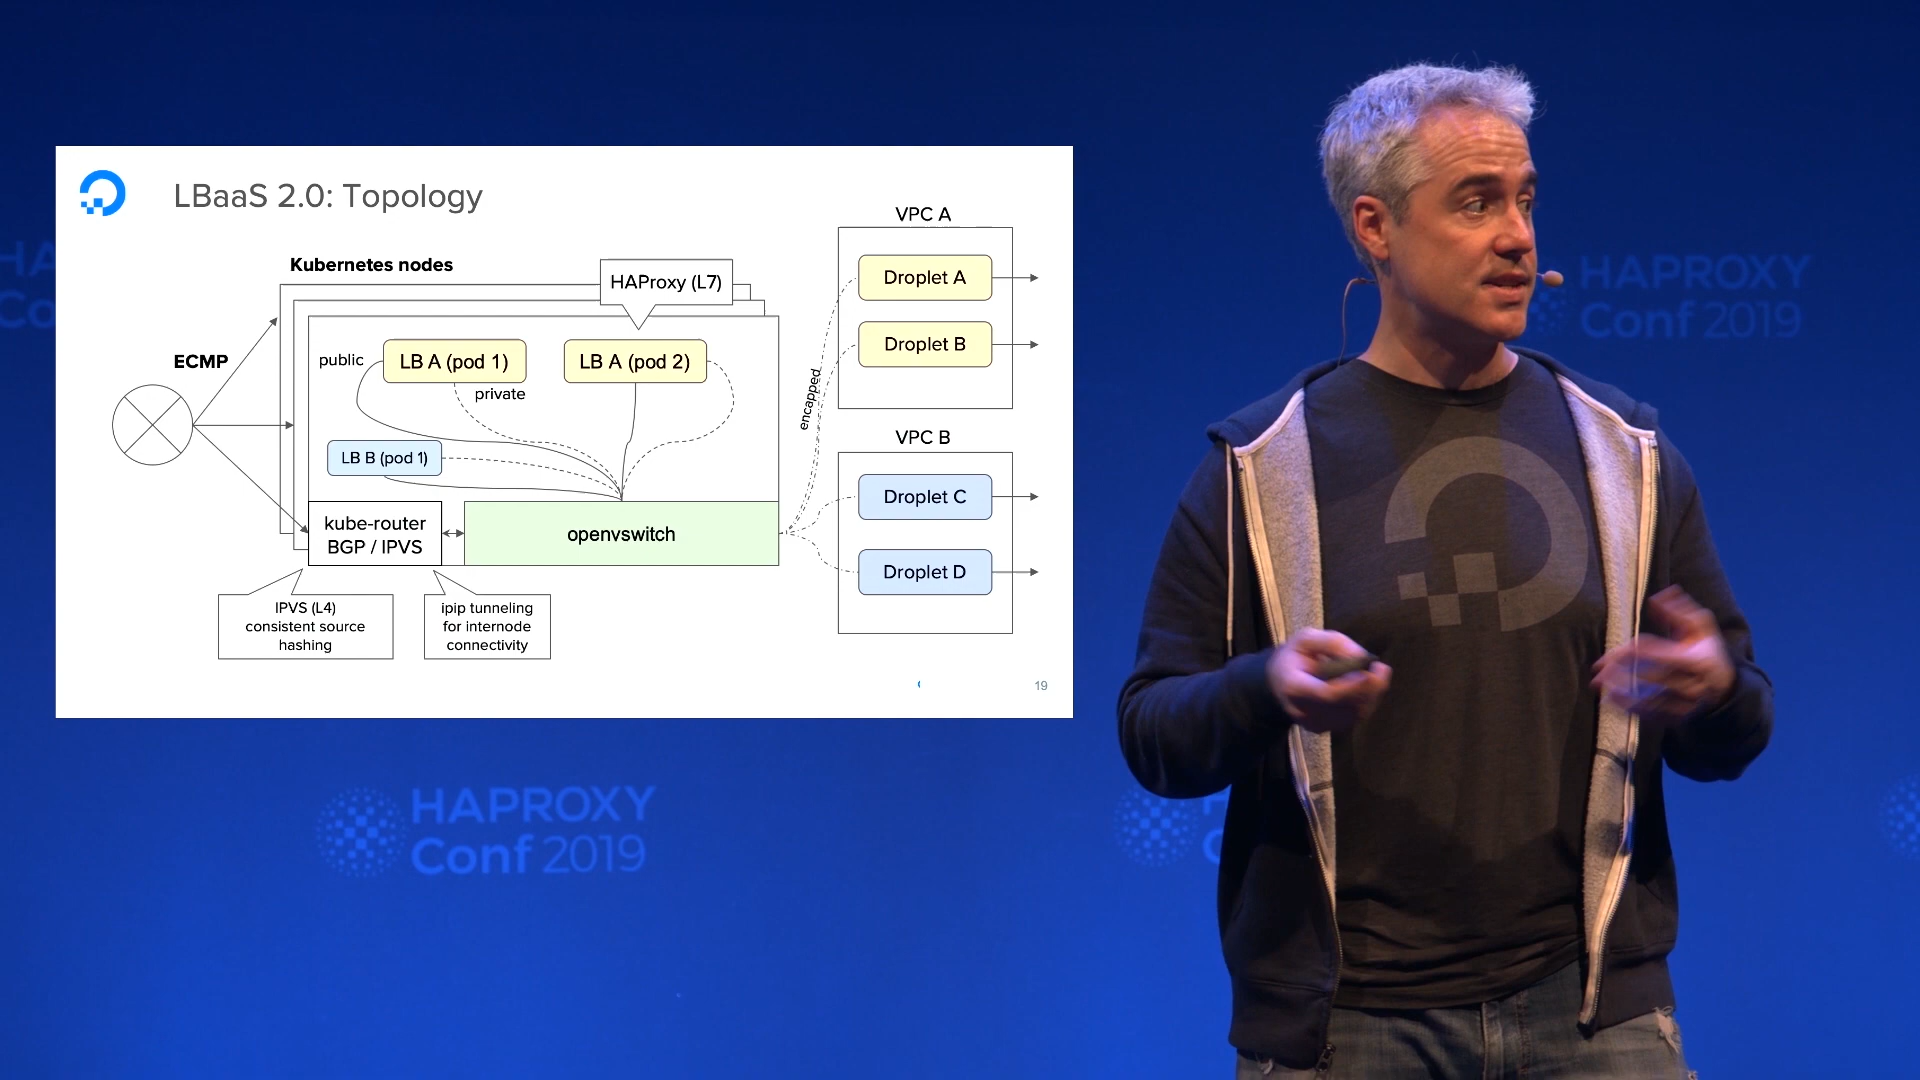 LBaaS 2.0: Topology
VPC A
Kubernetes nodes
HAProxy (L7)
Droplet A
ECMP
public
LB A (pod 1)
LB A (pod 2)
Droplet B
private
encapped
VPC B
LB B (pod 1)
Droplet C
kube-router
BGP / IPVS
openvswitch
Droplet D
IPVS (L4)
consistent source
hashing
ipip tunneling
for internode
connectivity
19
HAPROXY
Conf 2019
HAPROXY
Conf 2019
HA
Co